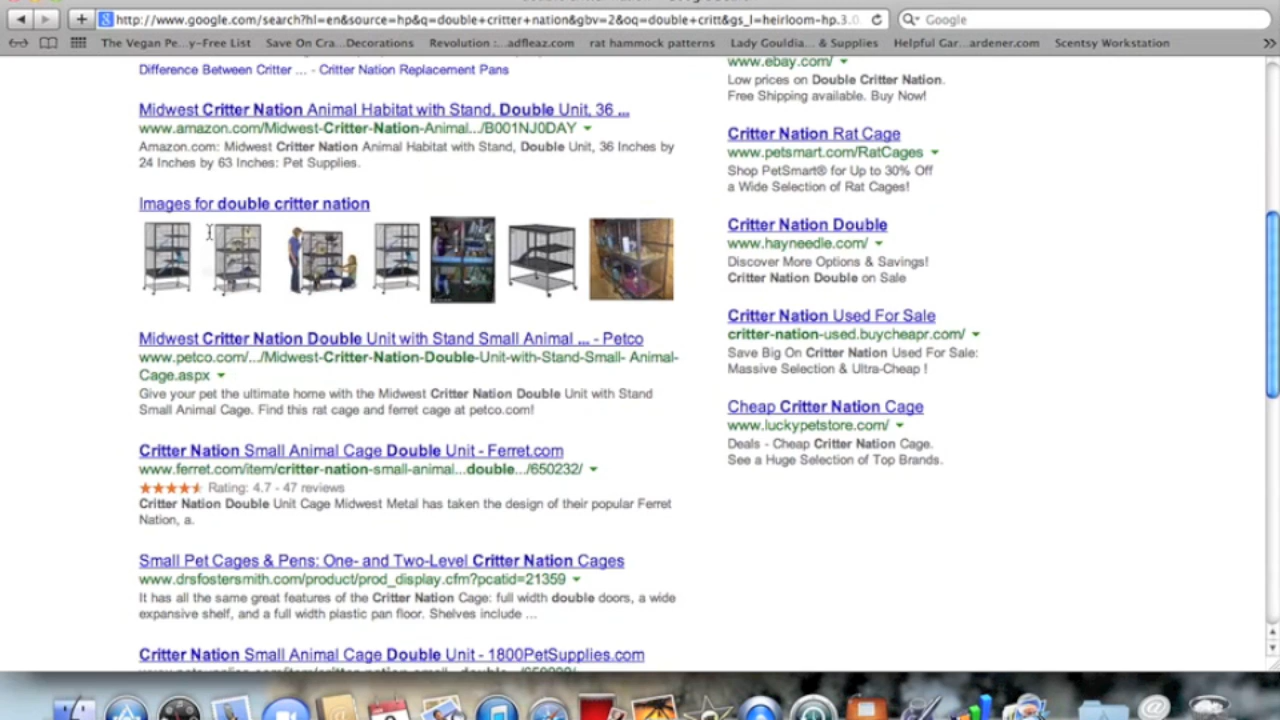 http://www.google.com/search?hl=en&source=hp&q=double+critter+nation&gbv=2&oq=double+critt&gs_l=heirloom-hp.3.0. Google
The Vegan Pe...y-Free List Save On Cra...Decorations Revolution :...adfleaz.com rat hammock patterns Lady Gouldia... & Supplies Helpful Gar...ardener.com Scentsy Workstation
Difference Between Critter ... - Critter Nation Replacement Pans
Midwest Critter Nation Animal Habitat with Stand, Double Unit, 36 ...
www.amazon.com/Midwest-Critter-Nation-Animal.../B001NJ0DAY
Amazon.com: Midwest Critter Nation Animal Habitat with Stand, Double Unit, 36 Inches by
24 Inches by 63 Inches: Pet Supplies.
Images for double critter nation
Midwest Critter Nation Double Unit with Stand Small Animal ... - Petco
www.petco.com/.../Midwest-Critter-Nation-Double-Unit-with-Stand-Small- Animal-
Cage.aspx
Give your pet the ultimate home with the Midwest Critter Nation Double Unit with Stand
Small Animal Cage. Find this rat cage and ferret cage at petco.com!
Critter Nation Small Animal Cage Double Unit - Ferret.com
www.ferret.com/item/critter-nation-small-animal...double.../650232/
Rating: 4.7 - 47 reviews
Critter Nation Double Unit Cage Midwest Metal has taken the design of their popular Ferret
Nation, a.
Small Pet Cages & Pens: One- and Two-Level Critter Nation Cages
www.drsfostersmith.com/product/prod_display.cfm?pcatid=21359
It has all the same great features of the Critter Nation Cage: full width double doors, a wide
expansive shelf, and a full width plastic pan floor. Shelves include ...
Critter Nation Small Animal Cage Double Unit - 1800PetSupplies.com
www.ebay.com/
Low prices on Double Critter Nation.
Free Shipping available. Buy Now!
Critter Nation Rat Cage
www.petsmart.com/RatCages
Shop PetSmart® for Up to 30% Off
a Wide Selection of Rat Cages!
Critter Nation Double
www.hayneedle.com/
Discover More Options & Savings!
Critter Nation Double on Sale
Critter Nation Used For Sale
critter-nation-used.buycheapr.com/
Save Big On Critter Nation Used For Sale:
Massive Selection & Ultra-Cheap !
Cheap Critter Nation Cage
www.luckypetstore.com/
Deals - Cheap Critter Nation Cage.
See a Huge Selection of Top Brands.